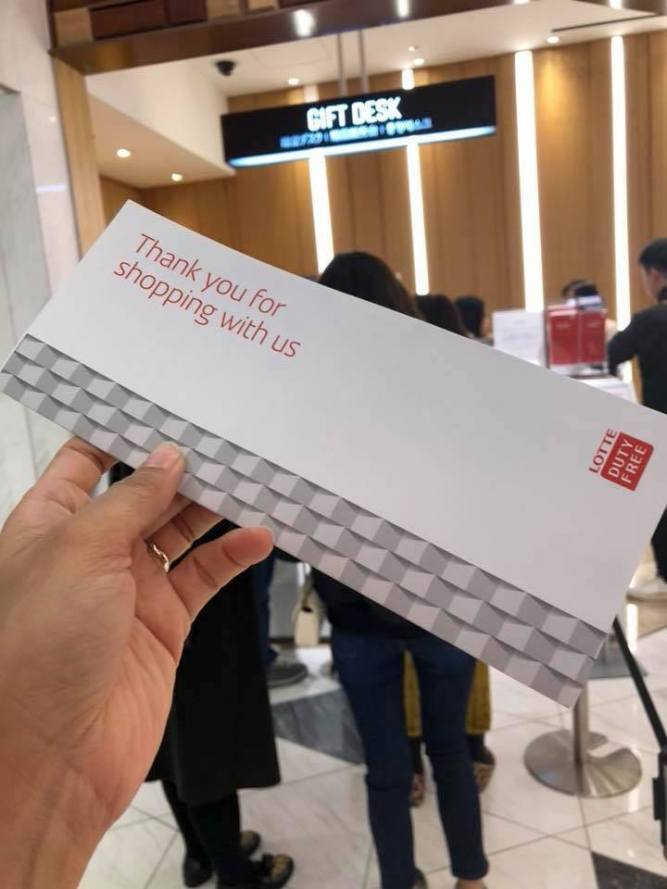 GIFT DESK
Thank you for
shopping with us
LOTTE
DUTY
FREE